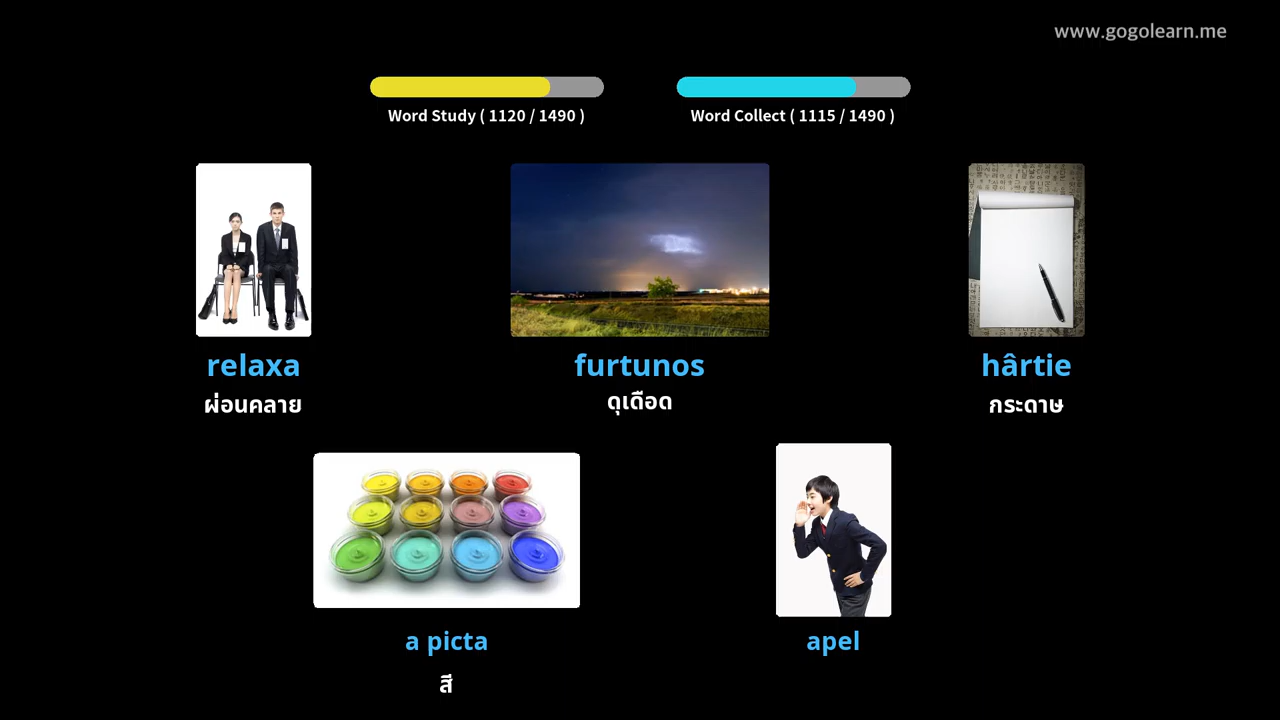 www.gogolearn.me
Word Study ( 1120 / 1490 )
Word Collect ( 1115 / 1490 )
relaxa
furtunos
hârtie
ผ่อนคลาย
ดุเดือด
กระดาษ
a picta
apel
สี